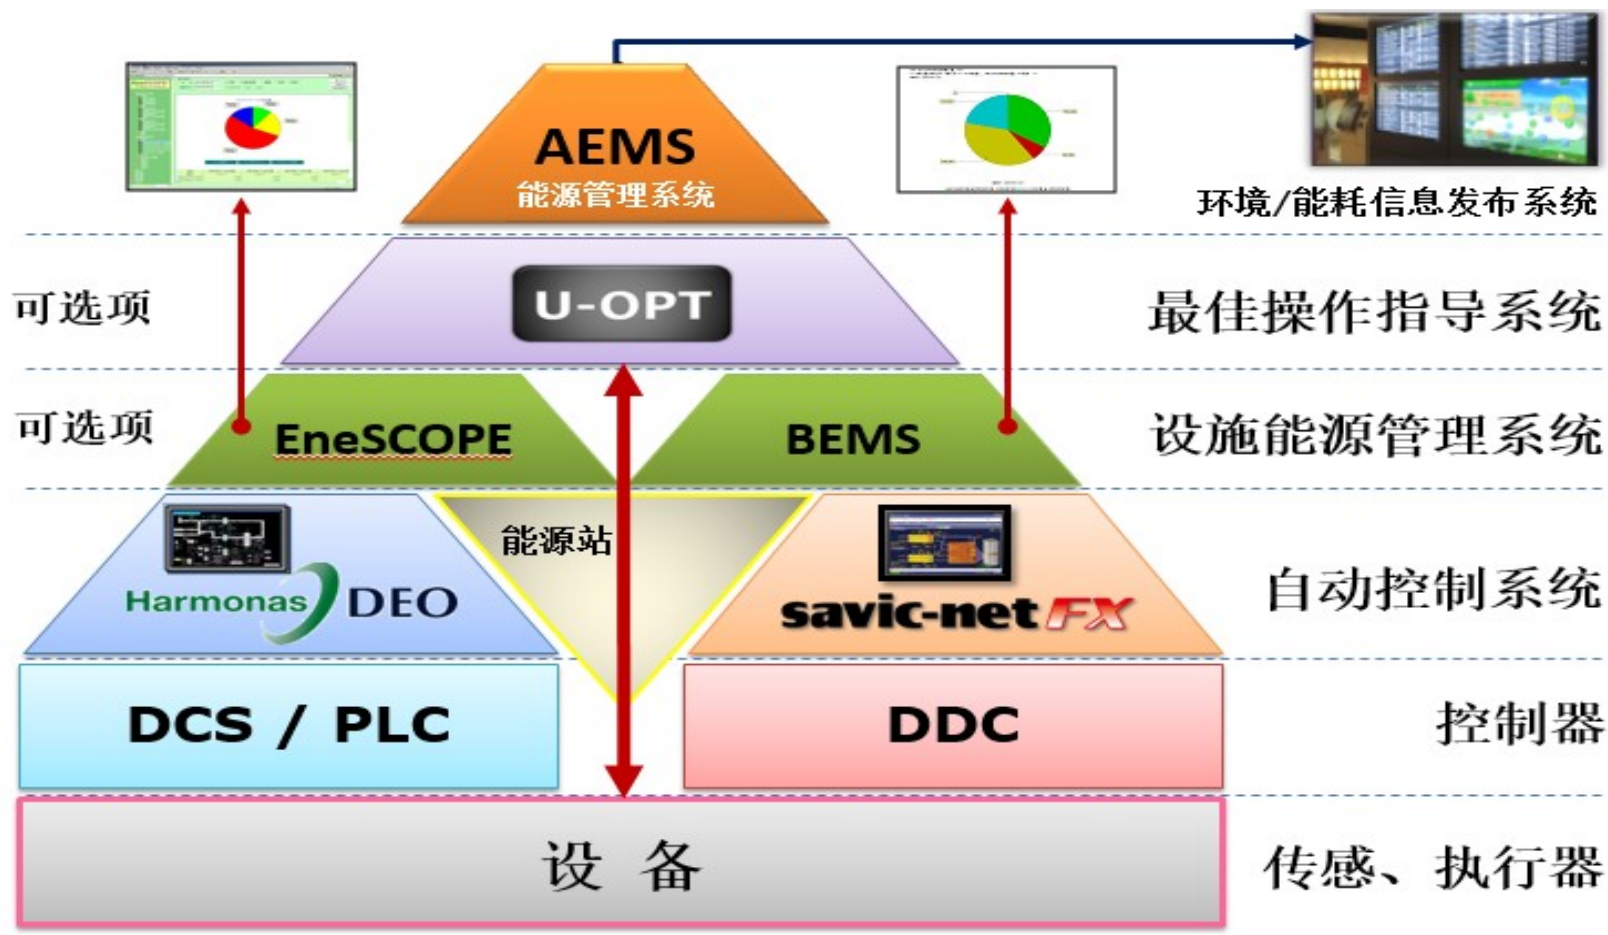 AEMS
能源管理系统
环境/能耗信息发布系统
可选项
U-OPT
最佳操作指导系统
可选项
EneSCOPE
BEMS
设施能源管理系统
能源站
Harmonas DEO
savic-net FX
自动控制系统
DCS / PLC
DDC
控制器
设 备
传感、执行器